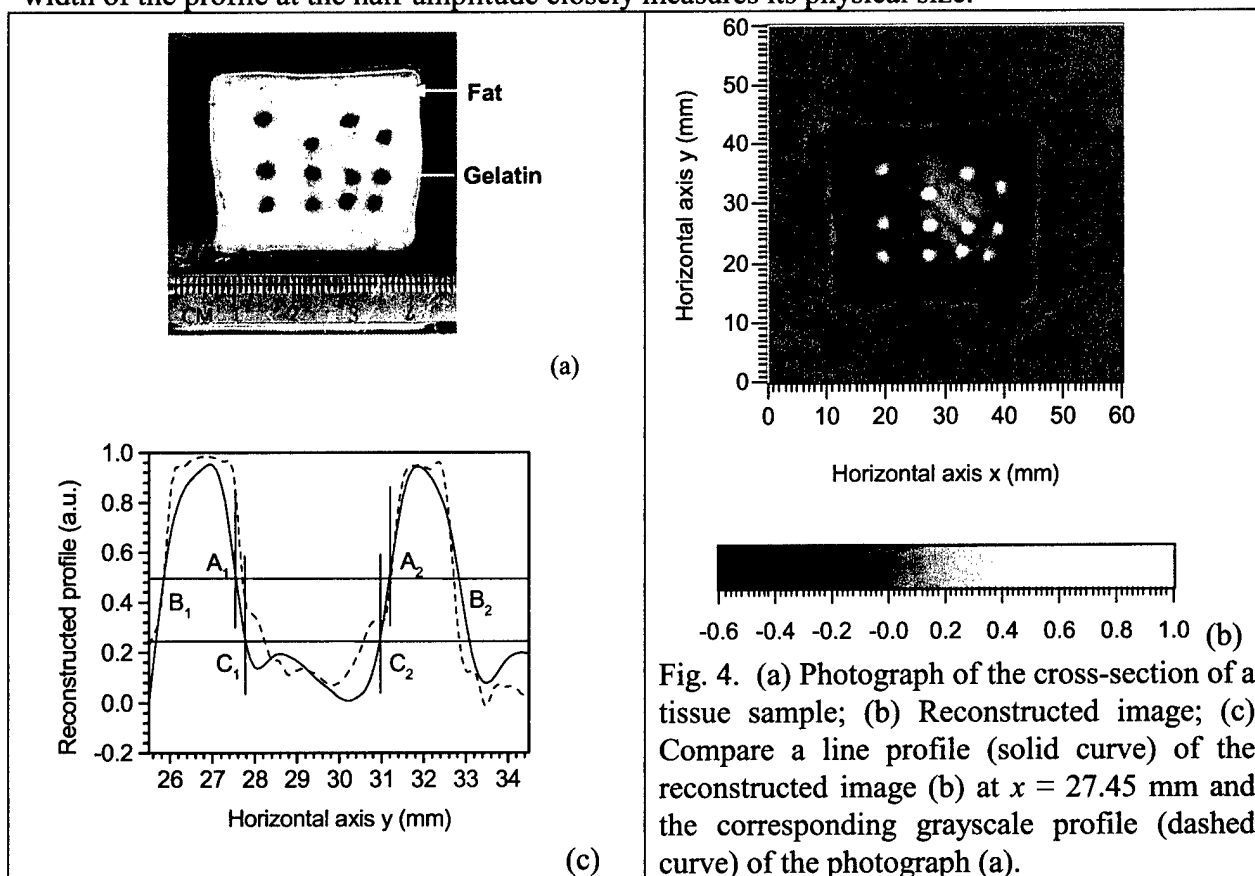 width of the profile at the half-amplitude closely measures its physical size.
Fat
Gelatin
CM 1 2 3
(a)
60
50
40
30
20
10
0
Horizontal axis y (mm)
0 10 20 30 40 50 60
Horizontal axis x (mm)
-0.6 -0.4 -0.2 -0.0 0.2 0.4 0.6 0.8 1.0 (b)
1.0
0.8
0.6
0.4
0.2
0.0
-0.2
Reconstructed profile (a.u.)
A1
A2
B1
B2
C1
C2
26 27 28 29 30 31 32 33 34
Horizontal axis y (mm)
(c)
Fig. 4. (a) Photograph of the cross-section of a
tissue sample; (b) Reconstructed image; (c)
Compare a line profile (solid curve) of the
reconstructed image (b) at x = 27.45 mm and
the corresponding grayscale profile (dashed
curve) of the photograph (a).